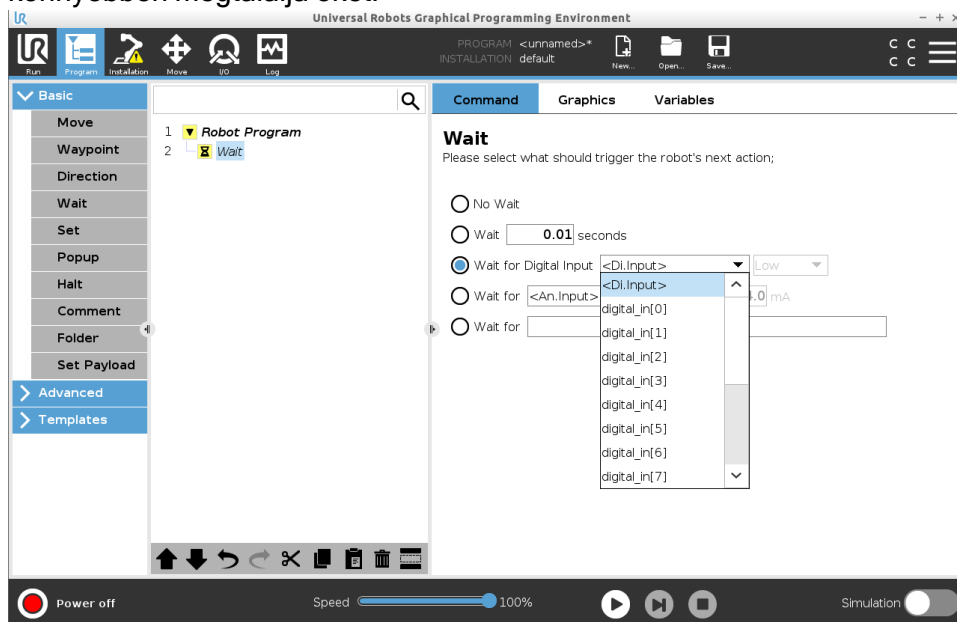 Universal Robots Graphical Programming Environment
PROGRAM <unnamed>*
INSTALLATION default
Run
Program
Installation
Move
I/O
Log
New...
Open...
Save...
C C
C C
Basic
Move
Waypoint
Direction
Wait
Set
Popup
Halt
Comment
Folder
Set Payload
Advanced
Templates
1 Robot Program
2 Wait
Command Graphics Variables
Wait
Please select what should trigger the robot's next action;
No Wait
Wait 0.01 seconds
Wait for Digital Input <Di.Input> Low
Wait for <An.Input> .0 mA
Wait for
<Di.Input>
digital_in[0]
digital_in[1]
digital_in[2]
digital_in[3]
digital_in[4]
digital_in[5]
digital_in[6]
digital_in[7]
Power off
Speed 100%
Simulation